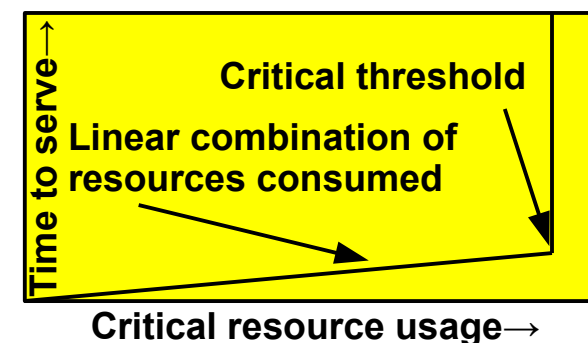 Time to serve→
Critical threshold
Linear combination of
resources consumed
Critical resource usage→